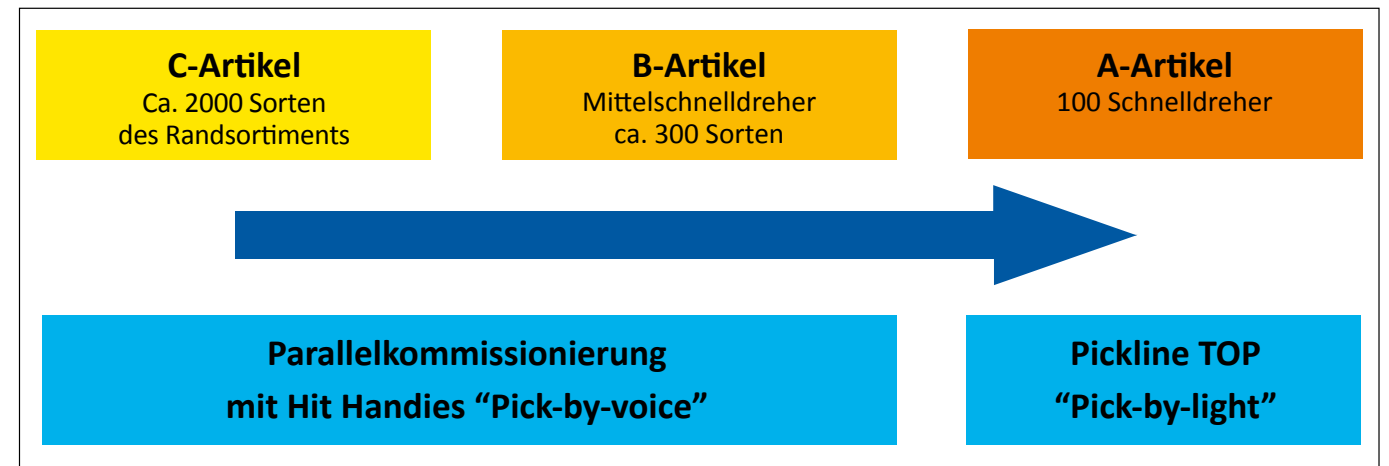 C-Artikel
Ca. 2000 Sorten
des Randsortiments
B-Artikel
Mittelschnelldreher
ca. 300 Sorten
A-Artikel
100 Schnelldreher
Parallelkommissionierung
mit Hit Handies “Pick-by-voice”
Pickline TOP
“Pick-by-light”